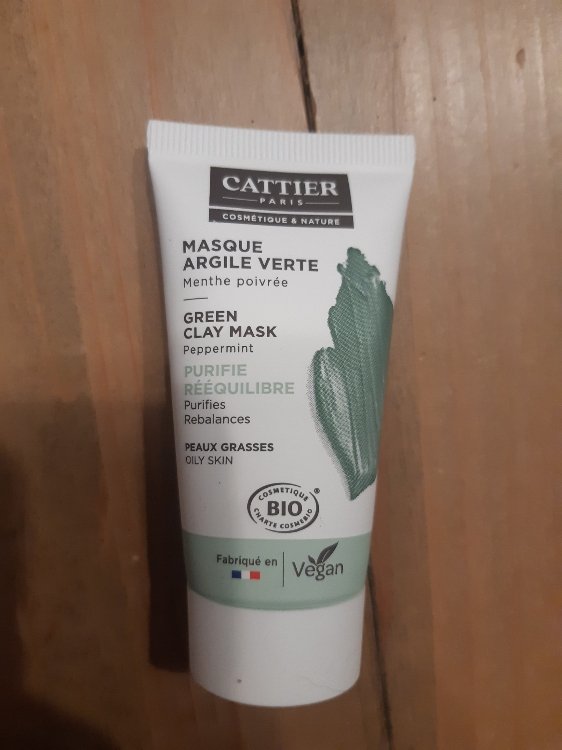 CATTIER
PARIS
COSMÉTIQUE & NATURE
MASQUE
ARGILE VERTE
Menthe poivrée
GREEN
CLAY MASK
Peppermint
PURIFIE
RÉÉQUILIBRE
Purifies
Rebalances
PEAUX GRASSES
OILY SKIN
COSMETIQUE
BIO
®
CHARTE COSMEBIO
Fabriqué en
Vegan